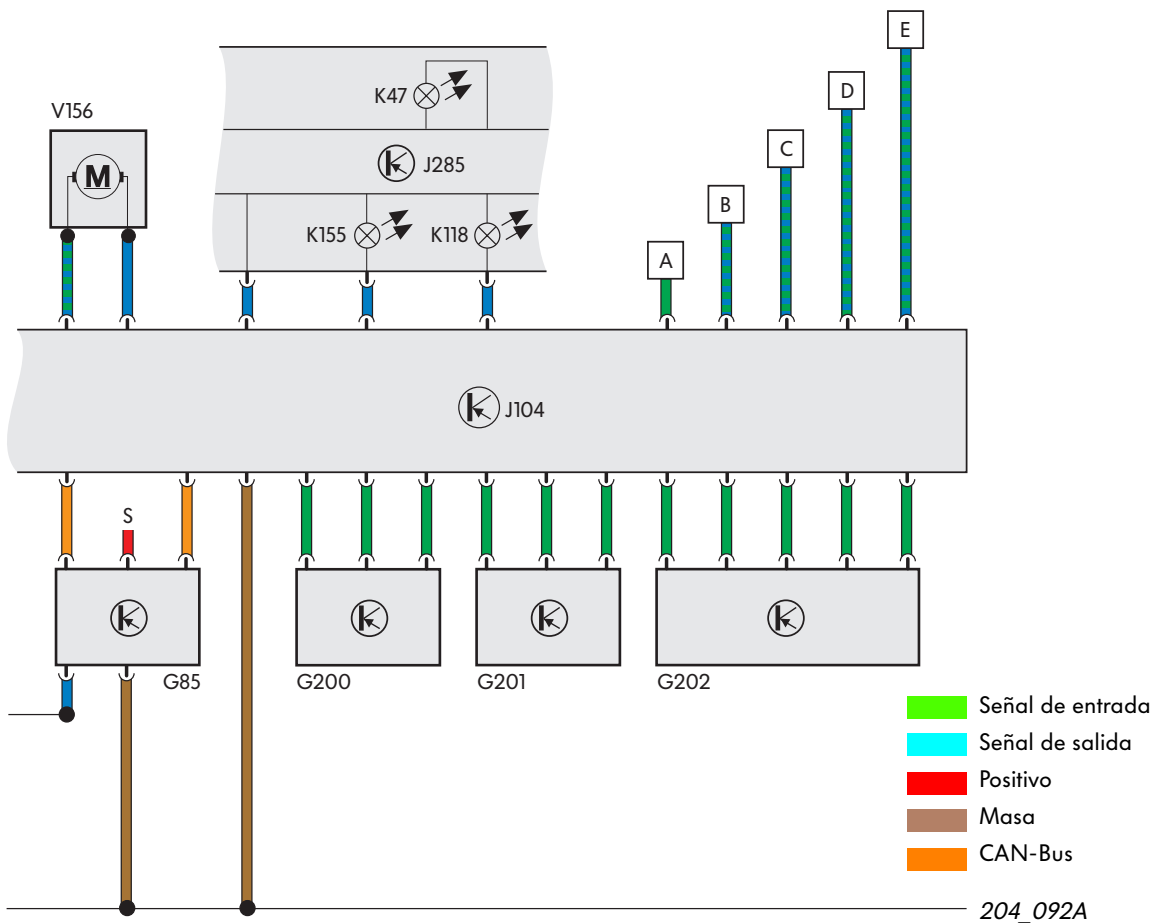 E
D
K47
V156
C
J285
B
K155
K118
A
M
J104
S
G85
G200
G201
G202
Señal de entrada
Señal de salida
Positivo
Masa
CAN-Bus
204_092A